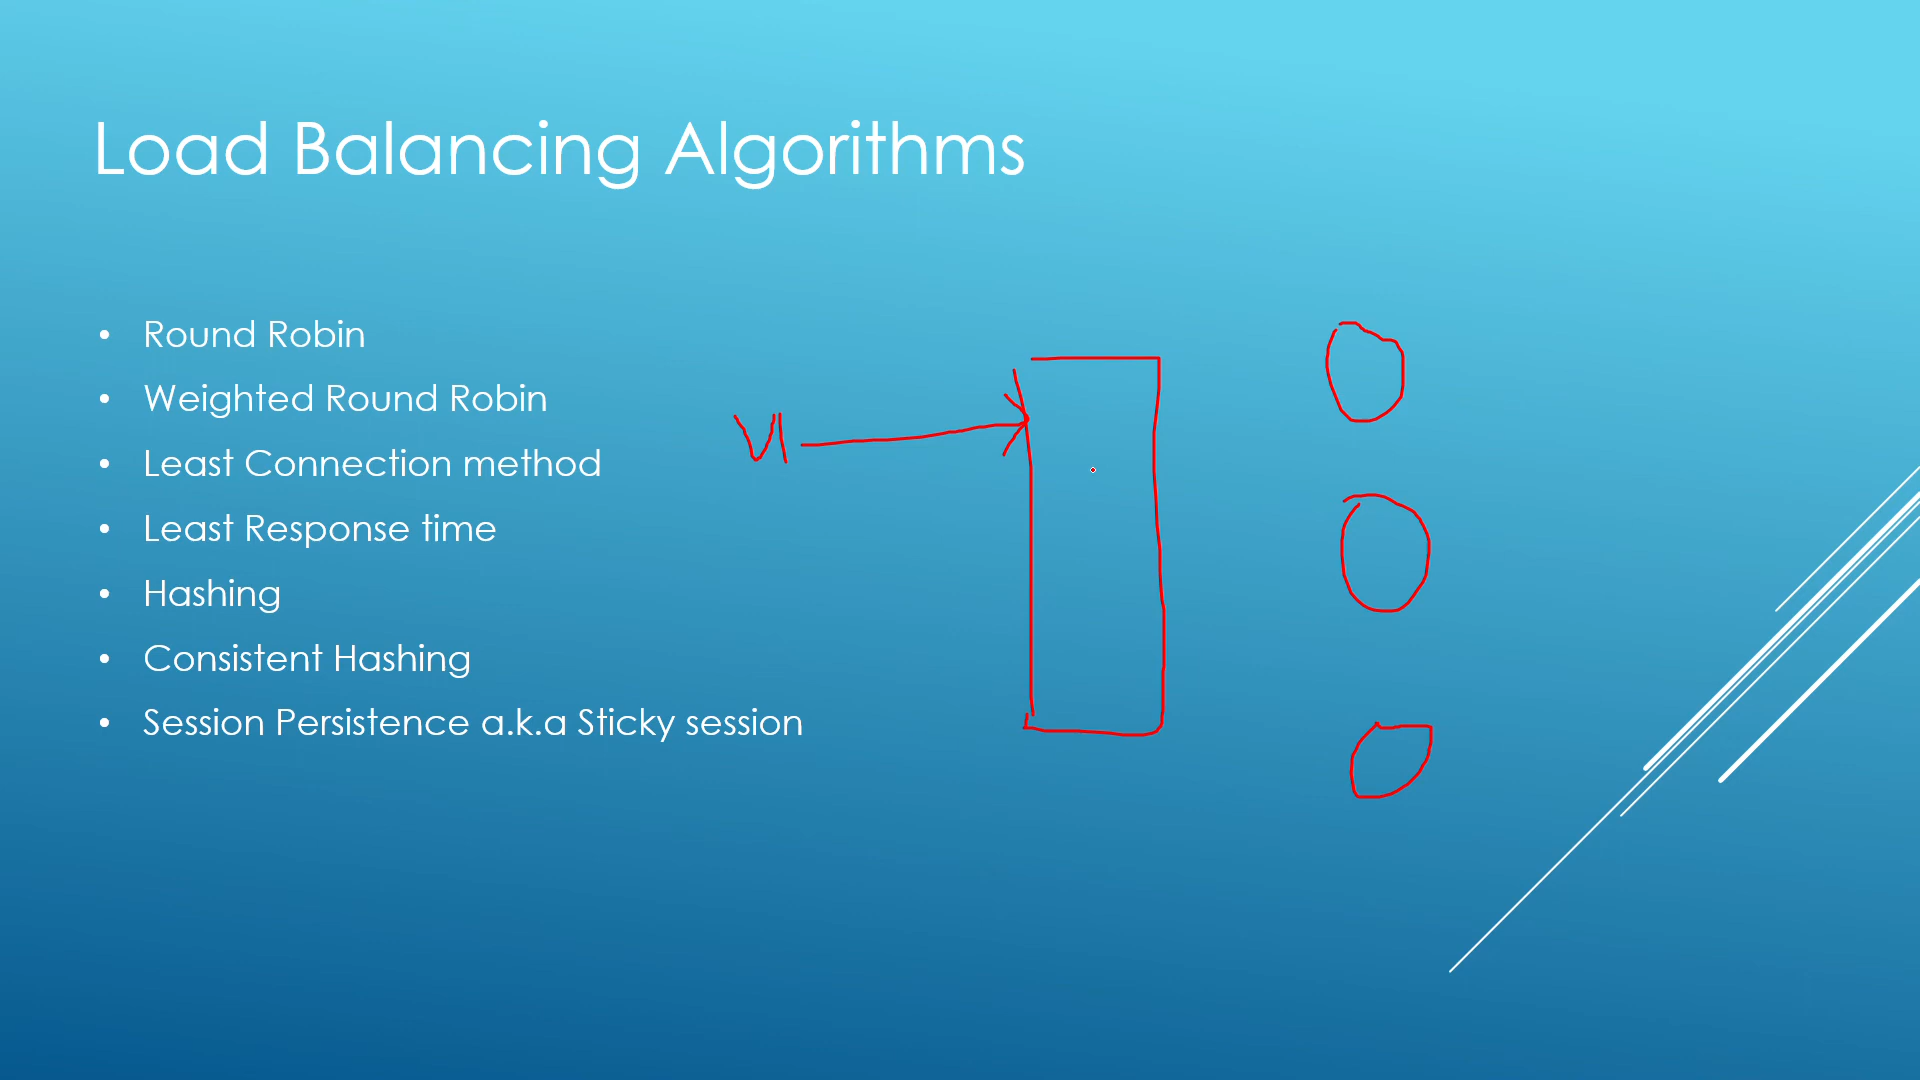 Load Balancing Algorithms
• Round Robin
• Weighted Round Robin
• Least Connection method
• Least Response time
• Hashing
• Consistent Hashing
• Session Persistence a.k.a Sticky session